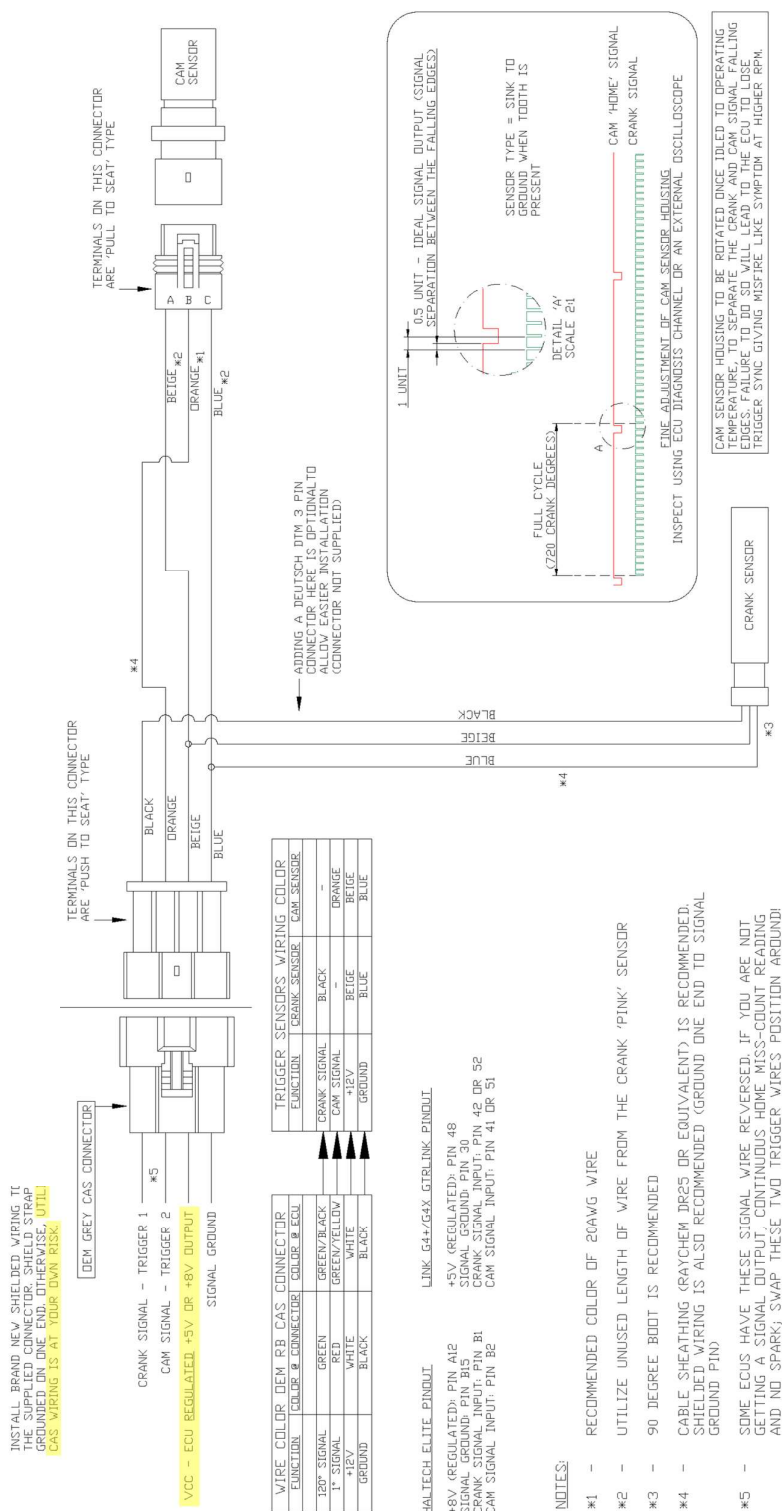 INSTALL BRAND NEW SHIELDED WIRING
THE SUPPLIED CONNECTOR. SHIELD STRAP
GROUNDED ON ONE END. OTHERWISE,
CAS WIRING IS AT YOUR OWN RISK.
OEM GREY CAS CONNECTOR
TERMINALS ON THIS CONNECTOR
ARE 'PUSH TO SEAT' TYPE
TERMINALS ON THIS CONNECTOR
ARE 'PULL TO SEAT' TYPE
CRANK SIGNAL - TRIGGER 1
*5
CAM SIGNAL - TRIGGER 2
VCC - ECU REGULATED +5V OR +8V OUTPUT
SIGNAL GROUND
BLACK
ORANGE
BEIGE
BLUE
*4
BEIGE *2
ORANGE *1
BLUE *2
A
B
C
CAM
SENSOR
WIRE COLOR OEM RB CAS CONNECTOR
FUNCTION COLOR @ CONNECTOR COLOR @ ECU
120° SIGNAL GREEN GREEN/BLACK
1° SIGNAL RED GREEN/YELLOW
+12V WHITE WHITE
GROUND BLACK BLACK
TRIGGER SENSORS WIRING COLOR
FUNCTION CRANK SENSOR CAM SENSOR
CRANK SIGNAL BLACK -
CAM SIGNAL - ORANGE
+12V BEIGE BEIGE
GROUND BLUE BLUE
ADDING A DEUTSCH DTM 3 PIN
CONNECTOR HERE IS OPTIONALTO
ALLOW EASIER INSTALLATION
(CONNECTOR NOT SUPPLIED)
BLACK
BEIGE
BLUE
*4
*3
CRANK SENSOR
HALTECH ELITE PINOUT
+8V (REGULATED): PIN A12
SIGNAL GROUND: PIN B15
CRANK SIGNAL INPUT: PIN B1
CAM SIGNAL INPUT: PIN B2
LINK G4+/G4X GTRLINK PINOUT
+5V (REGULATED): PIN 48
SIGNAL GROUND: PIN 30
CRANK SIGNAL INPUT: PIN 42 OR 52
CAM SIGNAL INPUT: PIN 41 OR 51
1 UNIT
0.5 UNIT - IDEAL SIGNAL OUTPUT (SIGNAL
SEPARATION BETWEEN THE FALLING EDGES)
SENSOR TYPE = SINK TO
GROUND WHEN TOOTH IS
PRESENT
DETAIL 'A'
SCALE 2:1
FULL CYCLE
(720 CRANK DEGREES)
A
CAM 'HOME' SIGNAL
CRANK SIGNAL
FINE ADJUSTMENT OF CAM SENSOR HOUSING
INSPECT USING ECU DIAGNOSIS CHANNEL OR AN EXTERNAL OSCILLOSCOPE
CAM SENSOR HOUSING TO BE ROTATED ONCE IDLED TO OPERATING
TEMPERATURE, TO SEPARATE THE CRANK AND CAM SIGNAL FALLING
EDGES. FAILURE TO DO SO WILL LEAD TO THE ECU TO LOSE
TRIGGER SYNC GIVING MISFIRE LIKE SYMPTOM AT HIGHER RPM.
NOTES:
*1 - RECOMMENDED COLOR OF 20AWG WIRE
*2 - UTILIZE UNUSED LENGTH OF WIRE FROM THE CRANK 'PINK' SENSOR
*3 - 90 DEGREE BOOT IS RECOMMENDED
*4 - CABLE SHEATHING (RAYCHEM DR25 OR EQUIVALENT) IS RECOMMENDED.
SHIELDED WIRING IS ALSO RECOMMENDED (GROUND ONE END TO SIGNAL
GROUND PIN)
*5 - SOME ECUS HAVE THESE SIGNAL WIRE REVERSED. IF YOU ARE NOT
GETTING A SIGNAL OUTPUT, CONTINUOUS HOME MISS-COUNT READING
AND NO SPARK; SWAP THESE TWO TRIGGER WIRES POSITION AROUND!